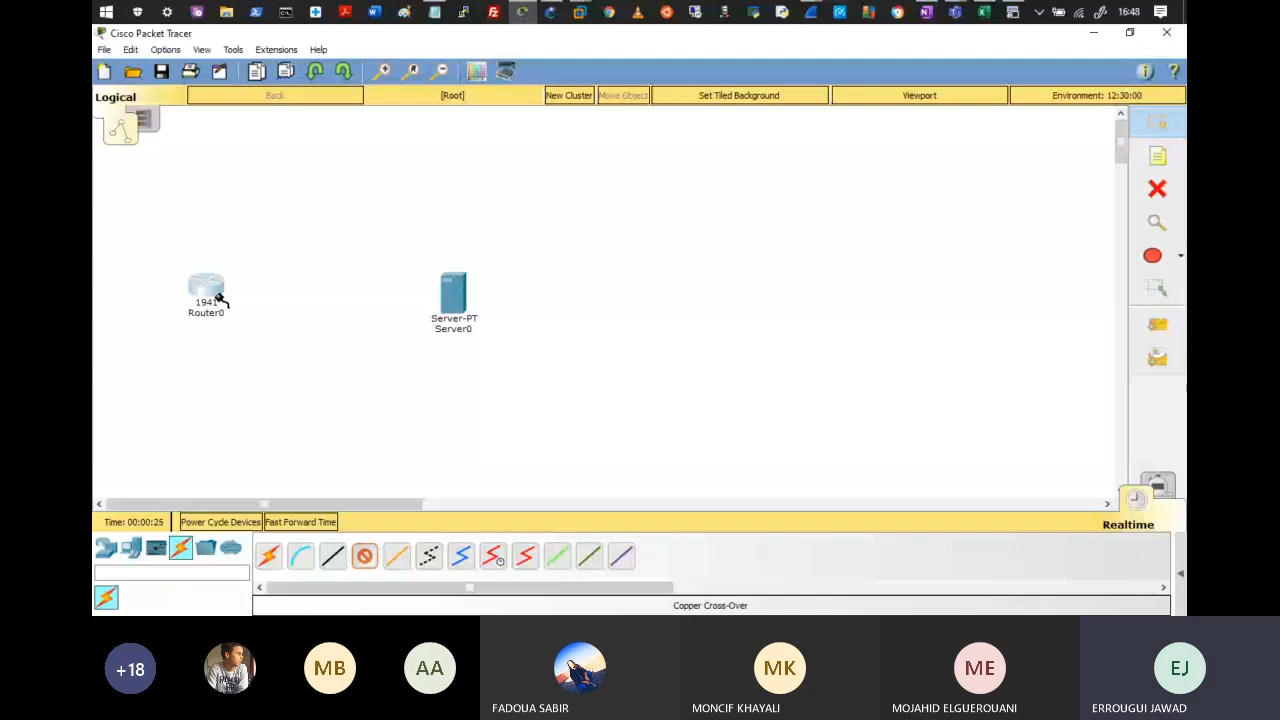 16:48
Cisco Packet Tracer
File Edit Options View Tools Extensions Help
Logical Back [Root] New Cluster Move Object Set Tiled Background Viewport Environment: 12:30:00
1941
Router0
Server-PT
Server0
Time: 00:00:25 Power Cycle Devices Fast Forward Time Realtime
Copper Cross-Over
+18 MB AA MK ME EJ
FADOUA SABIR MONCIF KHAYALI MOJAHID ELGUEROUANI ERROUGUI JAWAD